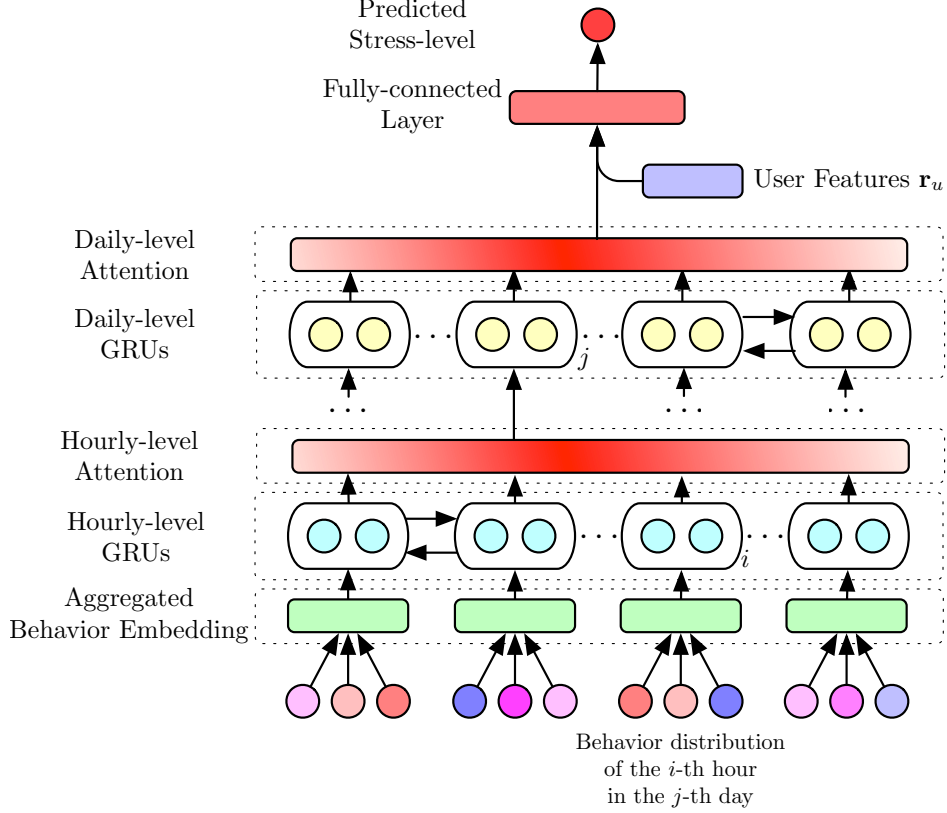 Predicted
Stress-level
Fully-connected
Layer
User Features r_u
Daily-level
Attention
Daily-level
GRUs
· · ·
· · ·
j
· · ·
· · ·
· · ·
Hourly-level
Attention
Hourly-level
GRUs
· · ·
· · ·
i
Aggregated
Behavior Embedding
Behavior distribution
of the i-th hour
in the j-th day